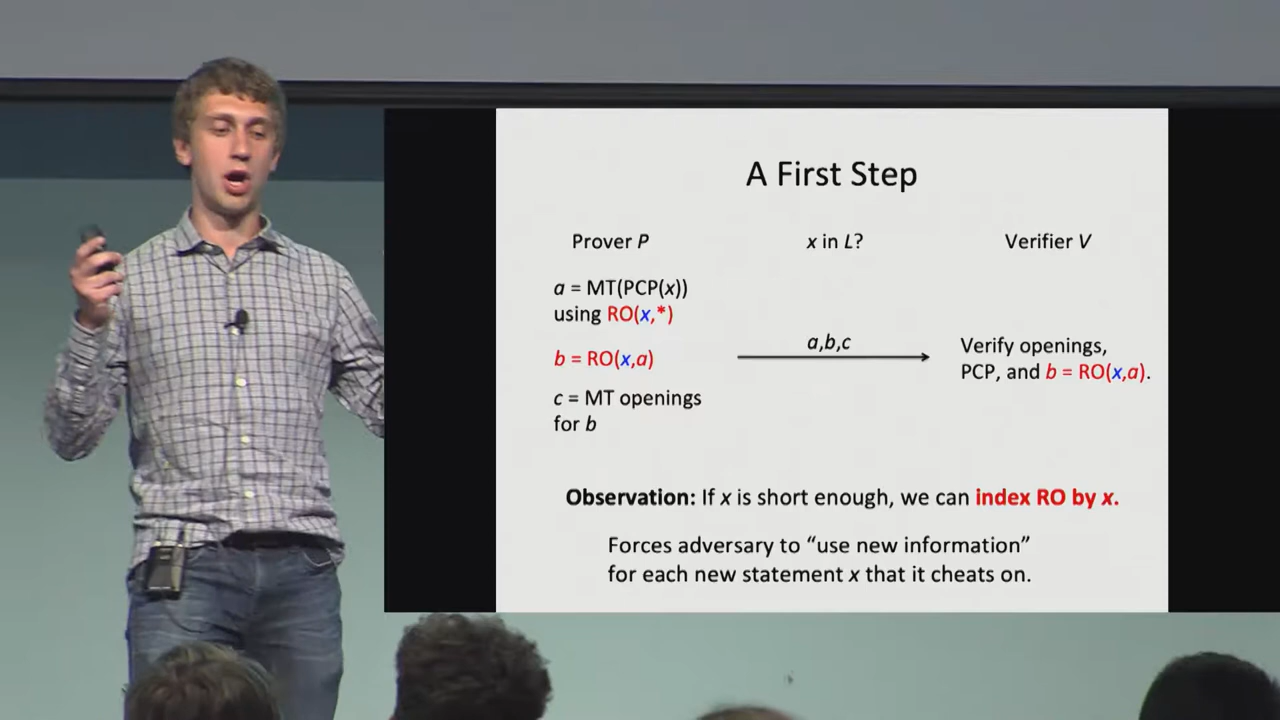 A First Step
Prover P
x in L?
Verifier V
a = MT(PCP(x))
using RO(x,*)
b = RO(x,a)
c = MT openings
for b
a,b,c
Verify openings,
PCP, and b = RO(x,a).
Observation: If x is short enough, we can index RO by x.
Forces adversary to “use new information”
for each new statement x that it cheats on.